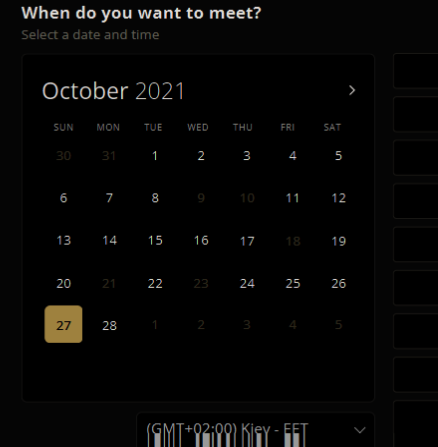 When do you want to meet?
Select a date and time
October 2021
SUN MON TUE WED THU FRI SAT
30 31 1 2 3 4 5
6 7 8 9 10 11 12
13 14 15 16 17 18 19
20 21 22 23 24 25 26
27 28 1 2 3 4 5
(GMT+02:00) Kiev - EET